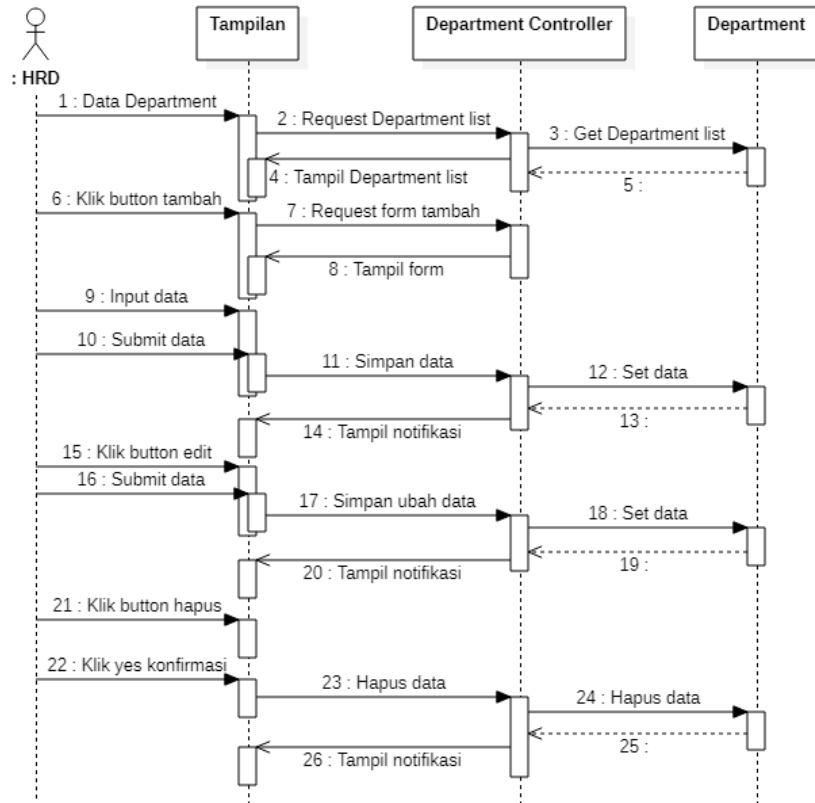 Tampilan
Department Controller
Department
: HRD
1 : Data Department
2 : Request Department list
3 : Get Department list
4 : Tampil Department list
5 :
6 : Klik button tambah
7 : Request form tambah
8 : Tampil form
9 : Input data
10 : Submit data
11 : Simpan data
12 : Set data
13 :
14 : Tampil notifikasi
15 : Klik button edit
16 : Submit data
17 : Simpan ubah data
18 : Set data
19 :
20 : Tampil notifikasi
21 : Klik button hapus
22 : Klik yes konfirmasi
23 : Hapus data
24 : Hapus data
25 :
26 : Tampil notifikasi